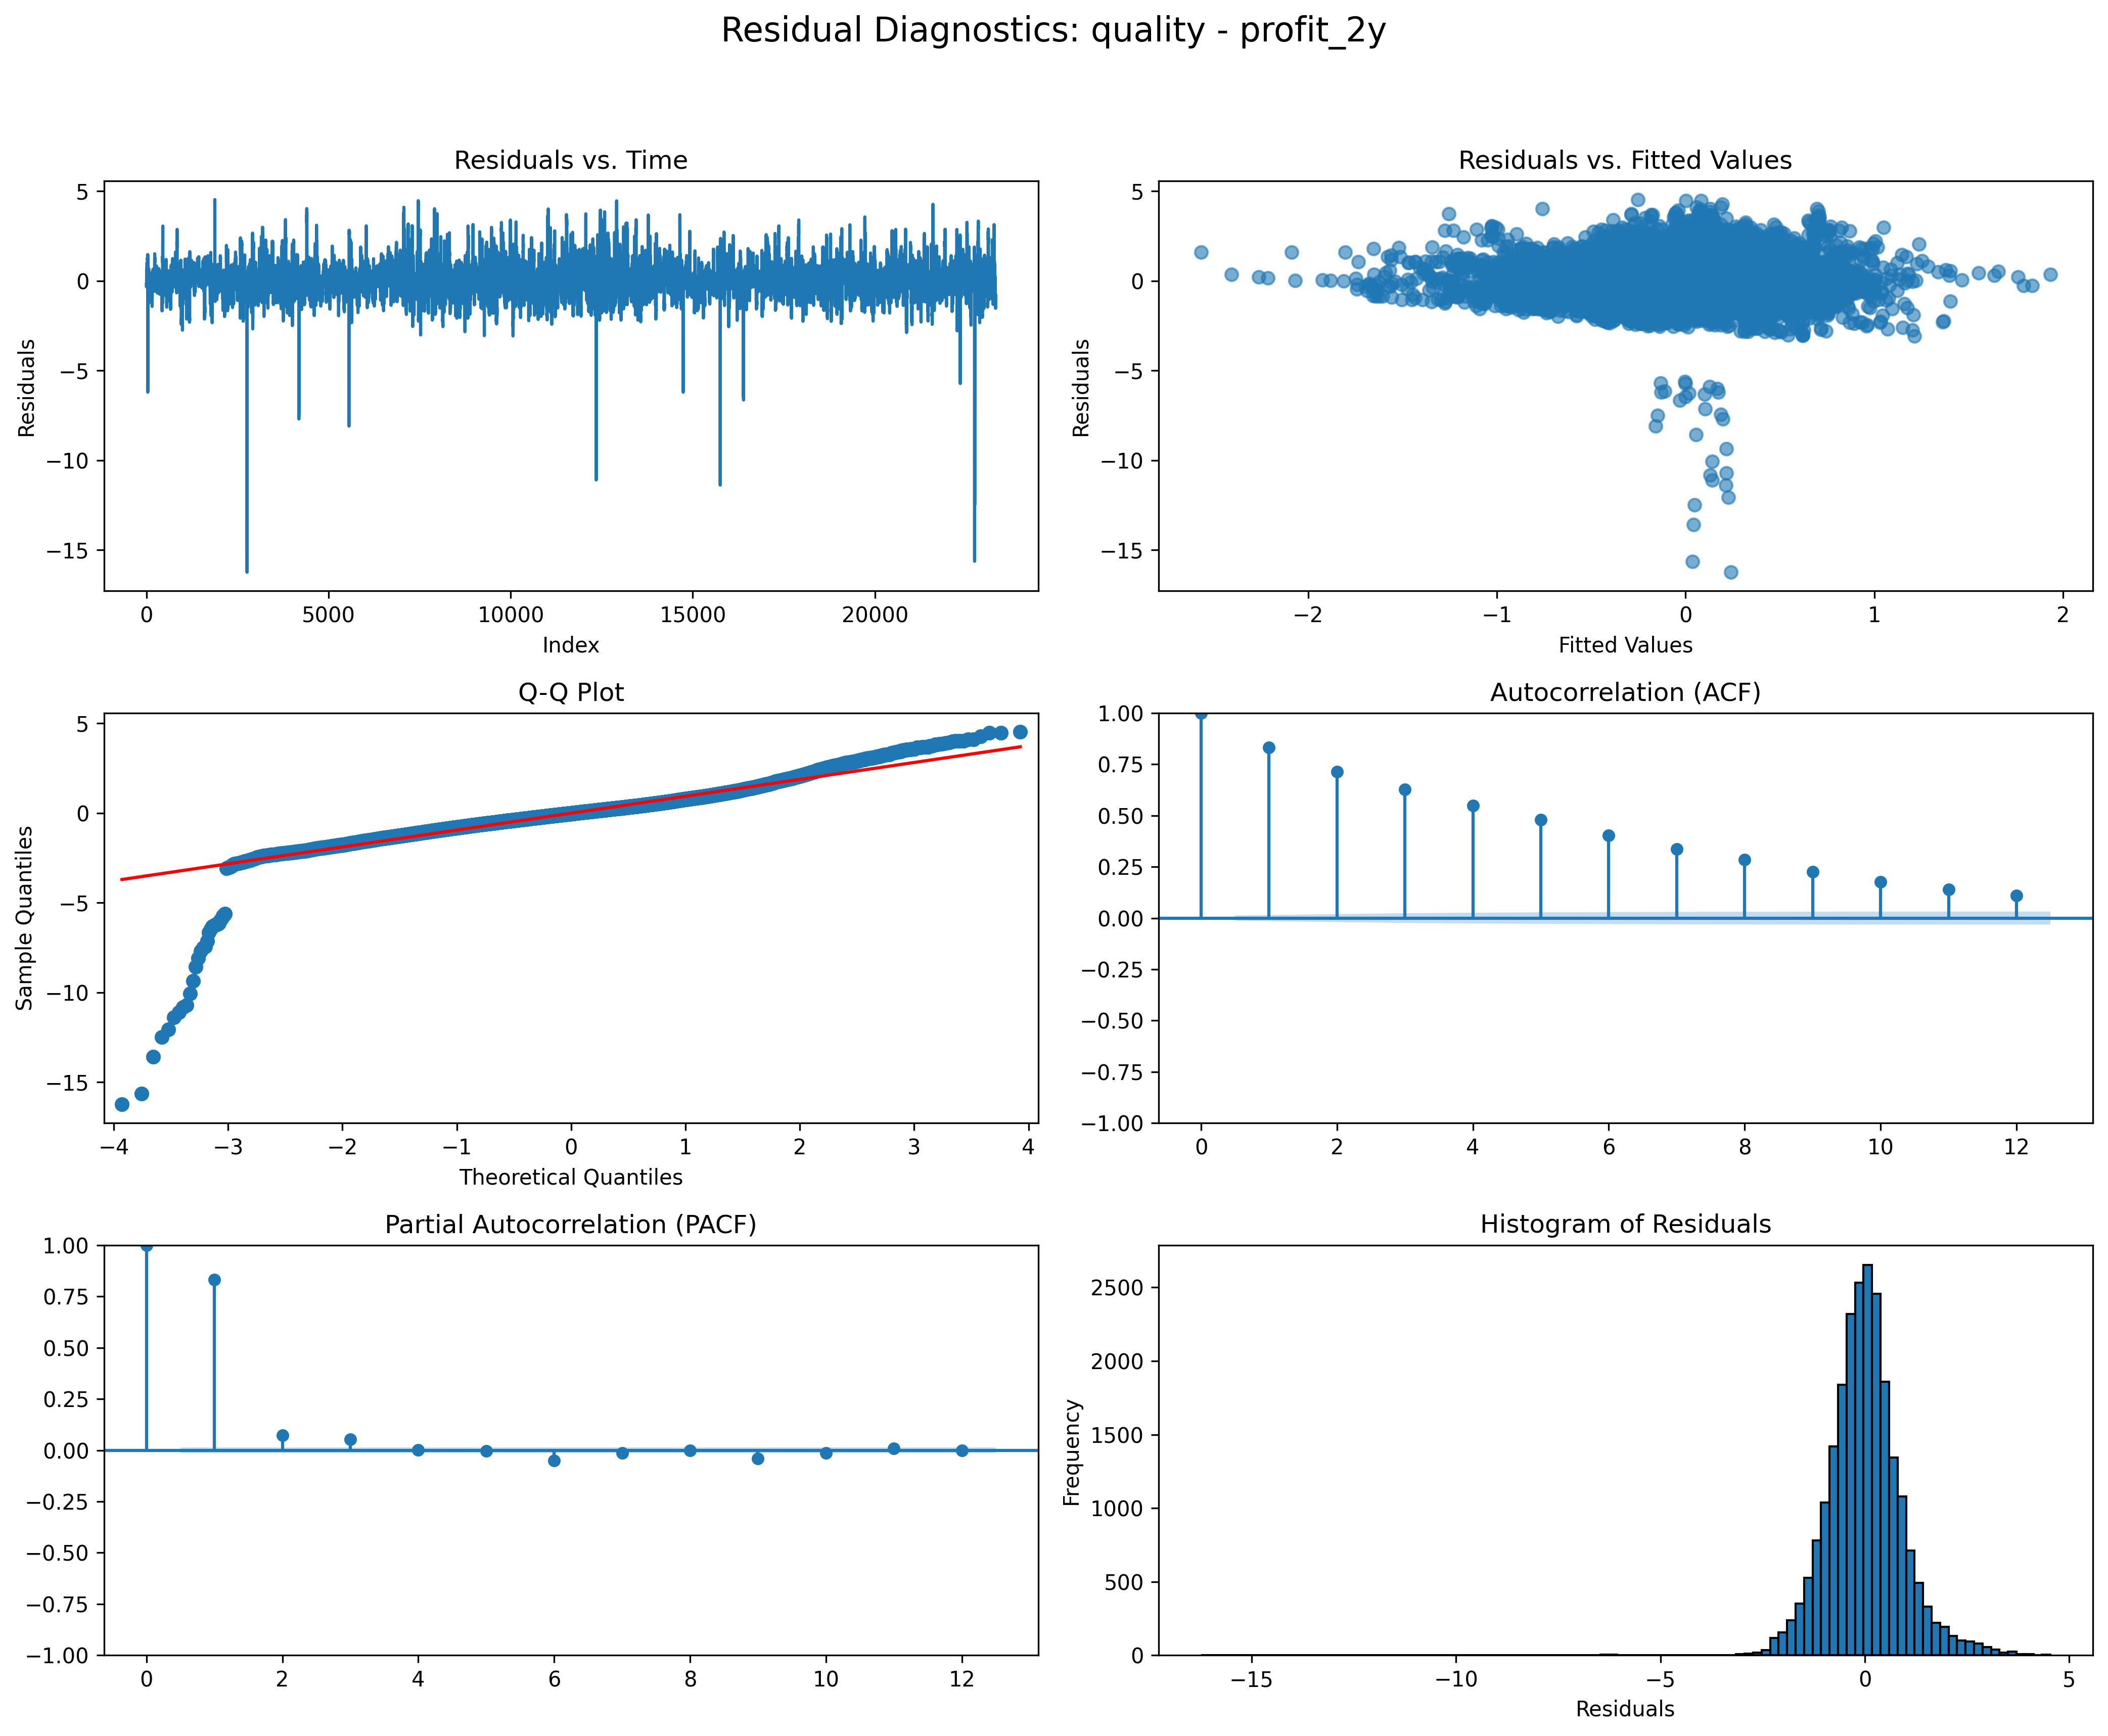 Residual Diagnostics: quality - profit_2y
Residuals vs. Time
5
0
−5
−10
−15
Residuals
0 5000 10000 15000 20000
Index
Residuals vs. Fitted Values
5
0
−5
−10
−15
Residuals
−2 −1 0 1 2
Fitted Values
Q-Q Plot
5
0
−5
−10
−15
Sample Quantiles
−4 −3 −2 −1 0 1 2 3 4
Theoretical Quantiles
Autocorrelation (ACF)
1.00
0.75
0.50
0.25
0.00
−0.25
−0.50
−0.75
−1.00
0 2 4 6 8 10 12
Partial Autocorrelation (PACF)
1.00
0.75
0.50
0.25
0.00
−0.25
−0.50
−0.75
−1.00
0 2 4 6 8 10 12
Histogram of Residuals
2500
2000
1500
1000
500
0
Frequency
−15 −10 −5 0 5
Residuals